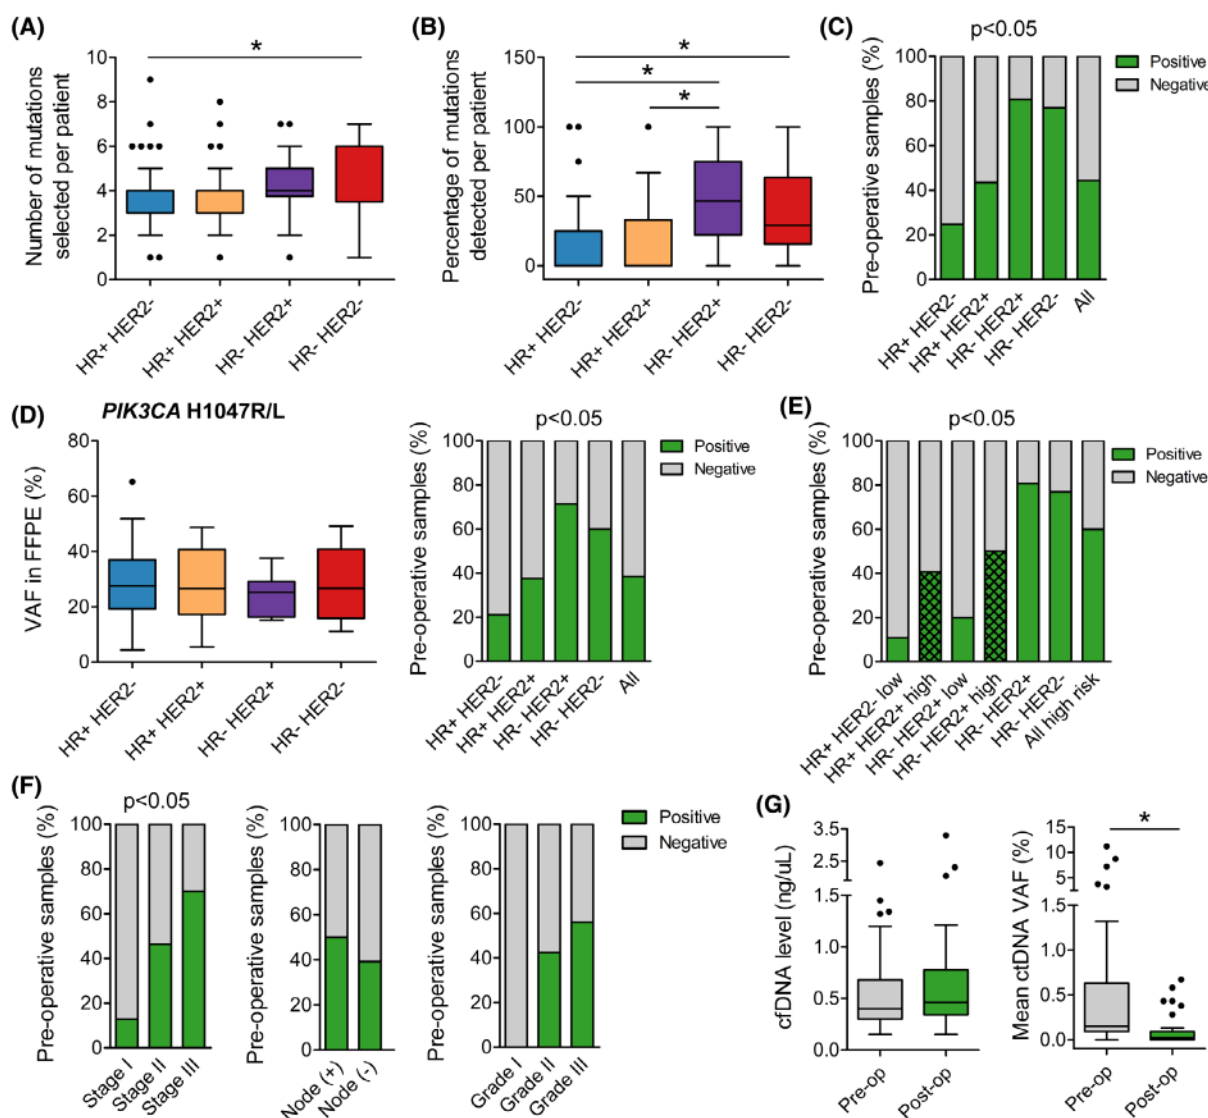 (A)
*
Number of mutations
selected per patient
10
8
6
4
2
0
HR+ HER2-
HR+ HER2+
HR- HER2+
HR- HER2-
(B)
*
*
*
Percentage of mutations
detected per patient
150
100
50
0
HR+ HER2-
HR+ HER2+
HR- HER2+
HR- HER2-
(C)
p<0.05
Pre-operative samples (%)
100
80
60
40
20
0
HR+ HER2-
HR+ HER2+
HR- HER2+
HR- HER2-
All
Positive
Negative
(D)
PIK3CA H1047R/L
VAF in FFPE (%)
80
60
40
20
0
HR+ HER2-
HR+ HER2+
HR- HER2+
HR- HER2-
p<0.05
Pre-operative samples (%)
100
80
60
40
20
0
HR+ HER2-
HR+ HER2+
HR- HER2+
HR- HER2-
All
Positive
Negative
(E)
p<0.05
Pre-operative samples (%)
100
80
60
40
20
0
HR+ HER2- low
HR+ HER2+ high
HR- HER2+ low
HR- HER2+ high
HR- HER2+
HR- HER2-
All high risk
Positive
Negative
(F)
p<0.05
Pre-operative samples (%)
100
80
60
40
20
0
Stage I
Stage II
Stage III
Pre-operative samples (%)
100
80
60
40
20
0
Node (+)
Node (-)
Pre-operative samples (%)
100
80
60
40
20
0
Grade I
Grade II
Grade III
Positive
Negative
(G)
cfDNA level (ng/uL)
3.5
2.5
1.5
1.0
0.5
0.0
Pre-op
Post-op
*
Mean ctDNA VAF (%)
15
10
5
1.5
1.0
0.5
0.0
Pre-op
Post-op